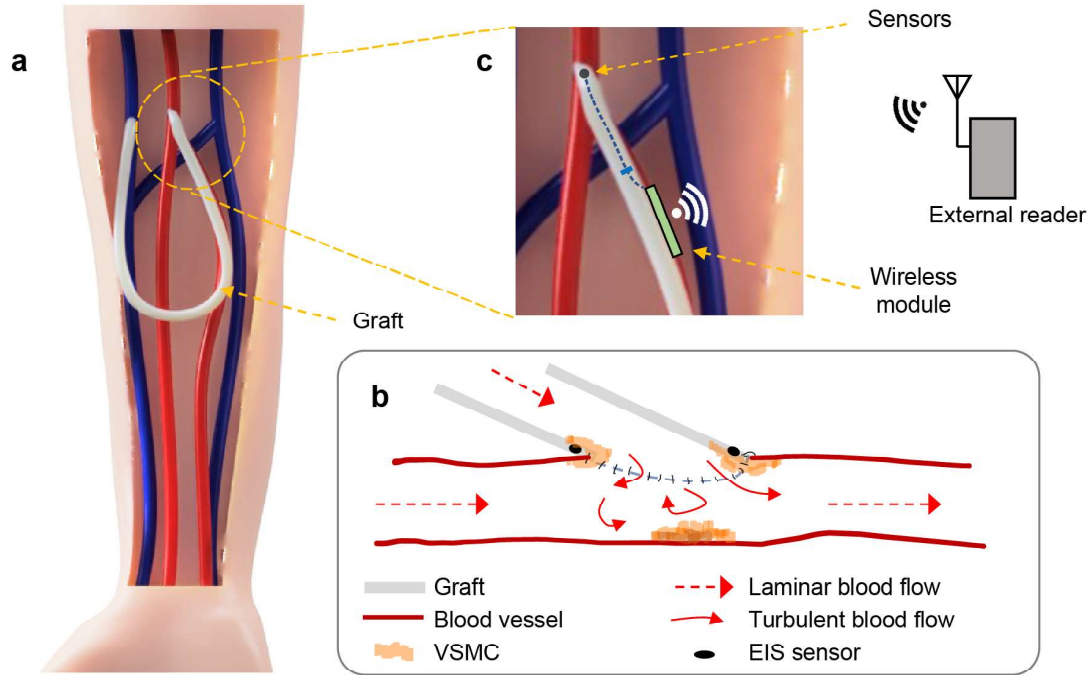 a
Graft
c
Sensors
External reader
Wireless
module
b
Graft
Blood vessel
VSMC
Laminar blood flow
Turbulent blood flow
EIS sensor